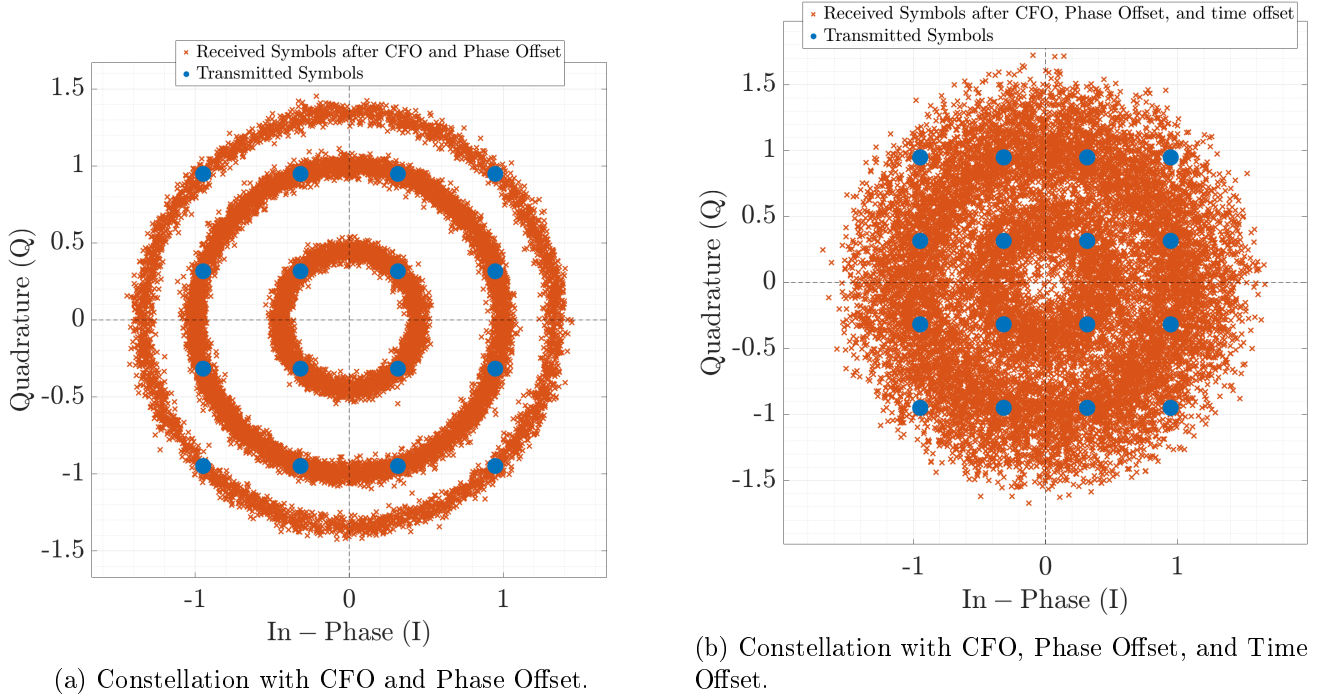 Received Symbols after CFO and Phase Offset
Transmitted Symbols
1.5
1
0.5
0
-0.5
-1
-1.5
Quadrature (Q)
-1 0 1
In − Phase (I)
(a) Constellation with CFO and Phase Offset.
Received Symbols after CFO, Phase Offset, and time offset
Transmitted Symbols
1.5
1
0.5
0
-0.5
-1
-1.5
Quadrature (Q)
-1 0 1
In − Phase (I)
(b) Constellation with CFO, Phase Offset, and Time
Offset.